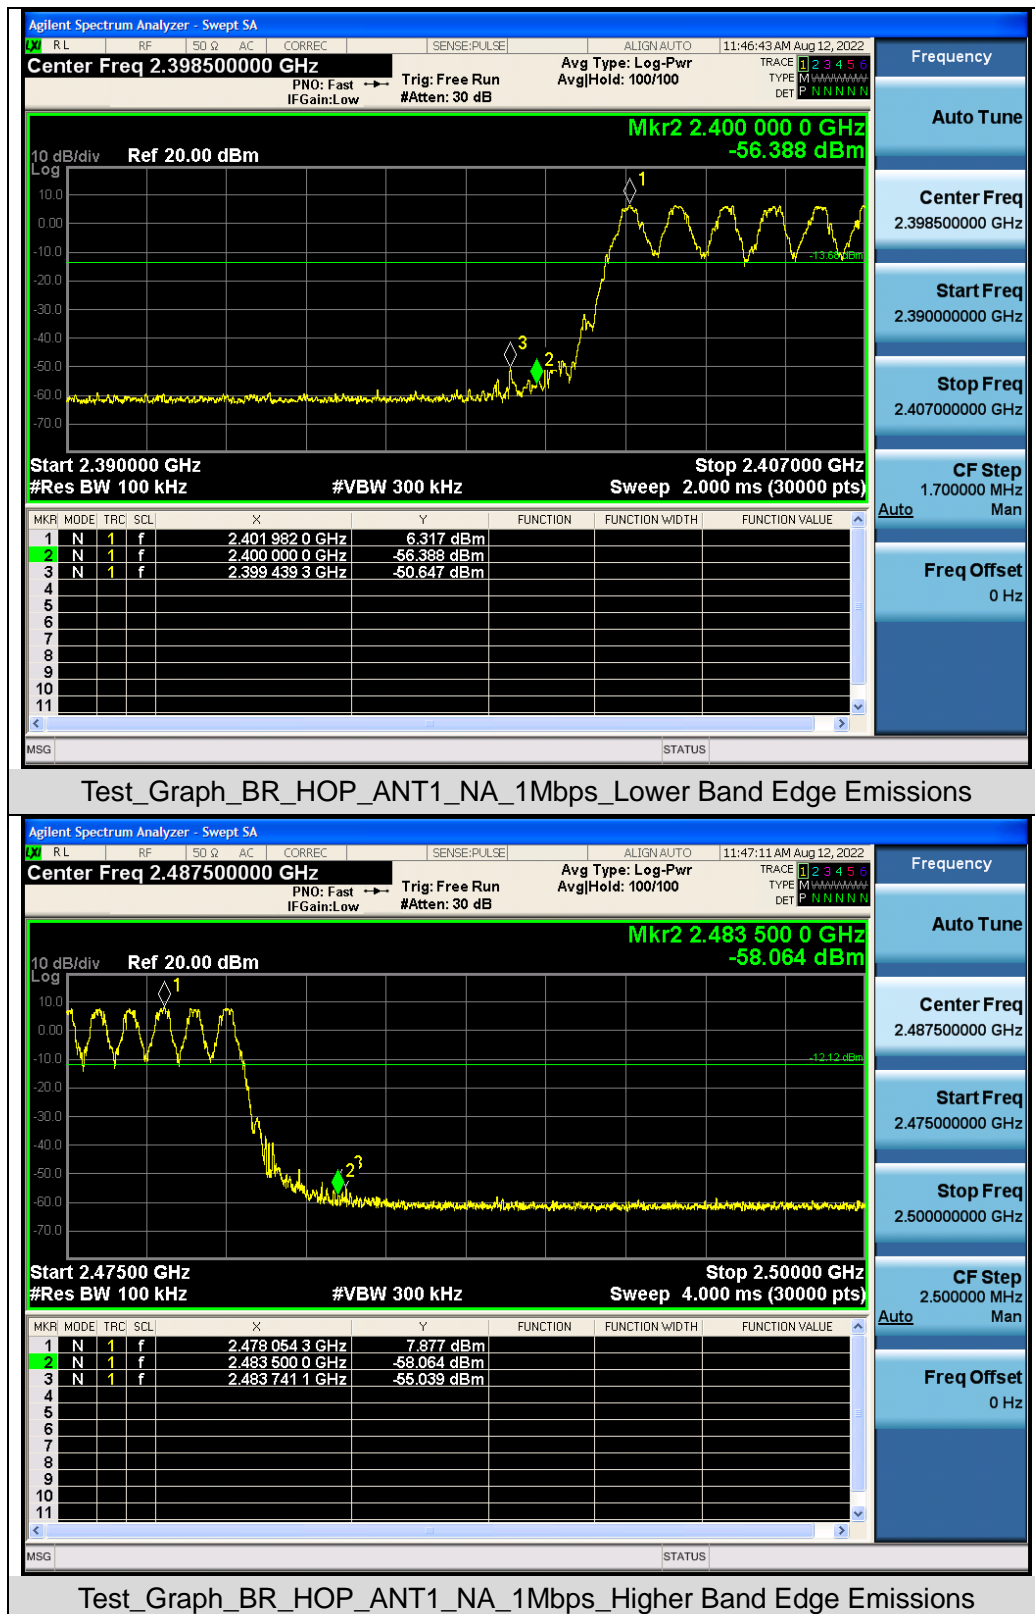 Agilent Spectrum Analyzer - Swept SA
LXI RL RF 50 Ω AC CORREC SENSE:PULSE ALIGN AUTO 11:46:43 AM Aug 12, 2022
Center Freq 2.398500000 GHz
PNO: Fast
IFGain:Low
Trig: Free Run
#Atten: 30 dB
Avg Type: Log-Pwr
Avg|Hold: 100/100
TRACE 1 2 3 4 5 6
TYPE M
DET P N N N N N
Mkr2 2.400 000 0 GHz
-56.388 dBm
10 dB/div Ref 20.00 dBm
Log
10.0
0.00
-10.0
-20.0
-30.0
-40.0
-50.0
-60.0
-70.0
1
2
3
-13.68 dBm
Start 2.390000 GHz Stop 2.407000 GHz
#Res BW 100 kHz #VBW 300 kHz Sweep 2.000 ms (30000 pts)
MKR MODE TRC SCL X Y FUNCTION FUNCTION WIDTH FUNCTION VALUE
1 N 1 f 2.401 982 0 GHz 6.317 dBm
2 N 1 f 2.400 000 0 GHz -56.388 dBm
3 N 1 f 2.399 439 3 GHz -50.647 dBm
4
5
6
7
8
9
10
11
MSG STATUS
Frequency
Auto Tune
Center Freq
2.398500000 GHz
Start Freq
2.390000000 GHz
Stop Freq
2.407000000 GHz
CF Step
1.700000 MHz
Auto Man
Freq Offset
0 Hz
Test_Graph_BR_HOP_ANT1_NA_1Mbps_Lower Band Edge Emissions
Agilent Spectrum Analyzer - Swept SA
LXI RL RF 50 Ω AC CORREC SENSE:PULSE ALIGN AUTO 11:47:11 AM Aug 12, 2022
Center Freq 2.487500000 GHz
PNO: Fast
IFGain:Low
Trig: Free Run
#Atten: 30 dB
Avg Type: Log-Pwr
Avg|Hold: 100/100
TRACE 1 2 3 4 5 6
TYPE M
DET P N N N N N
Mkr2 2.483 500 0 GHz
-58.064 dBm
10 dB/div Ref 20.00 dBm
Log
10.0
0.00
-10.0
-20.0
-30.0
-40.0
-50.0
-60.0
-70.0
1
2
3
-12.12 dBm
Start 2.47500 GHz Stop 2.50000 GHz
#Res BW 100 kHz #VBW 300 kHz Sweep 4.000 ms (30000 pts)
MKR MODE TRC SCL X Y FUNCTION FUNCTION WIDTH FUNCTION VALUE
1 N 1 f 2.478 054 3 GHz 7.877 dBm
2 N 1 f 2.483 500 0 GHz -58.064 dBm
3 N 1 f 2.483 741 1 GHz -55.039 dBm
4
5
6
7
8
9
10
11
MSG STATUS
Frequency
Auto Tune
Center Freq
2.487500000 GHz
Start Freq
2.475000000 GHz
Stop Freq
2.500000000 GHz
CF Step
2.500000 MHz
Auto Man
Freq Offset
0 Hz
Test_Graph_BR_HOP_ANT1_NA_1Mbps_Higher Band Edge Emissions